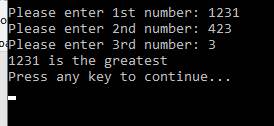 Please enter 1st number: 1231
Please enter 2nd number: 423
Please enter 3rd number: 3
1231 is the greatest
Press any key to continue...